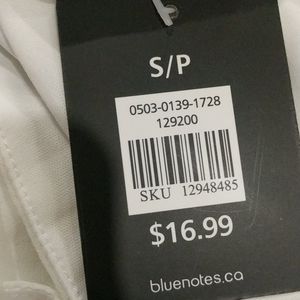 S/P
0503-0139-1728
129200
SKU 12948485
$16.99
bluenotes.ca